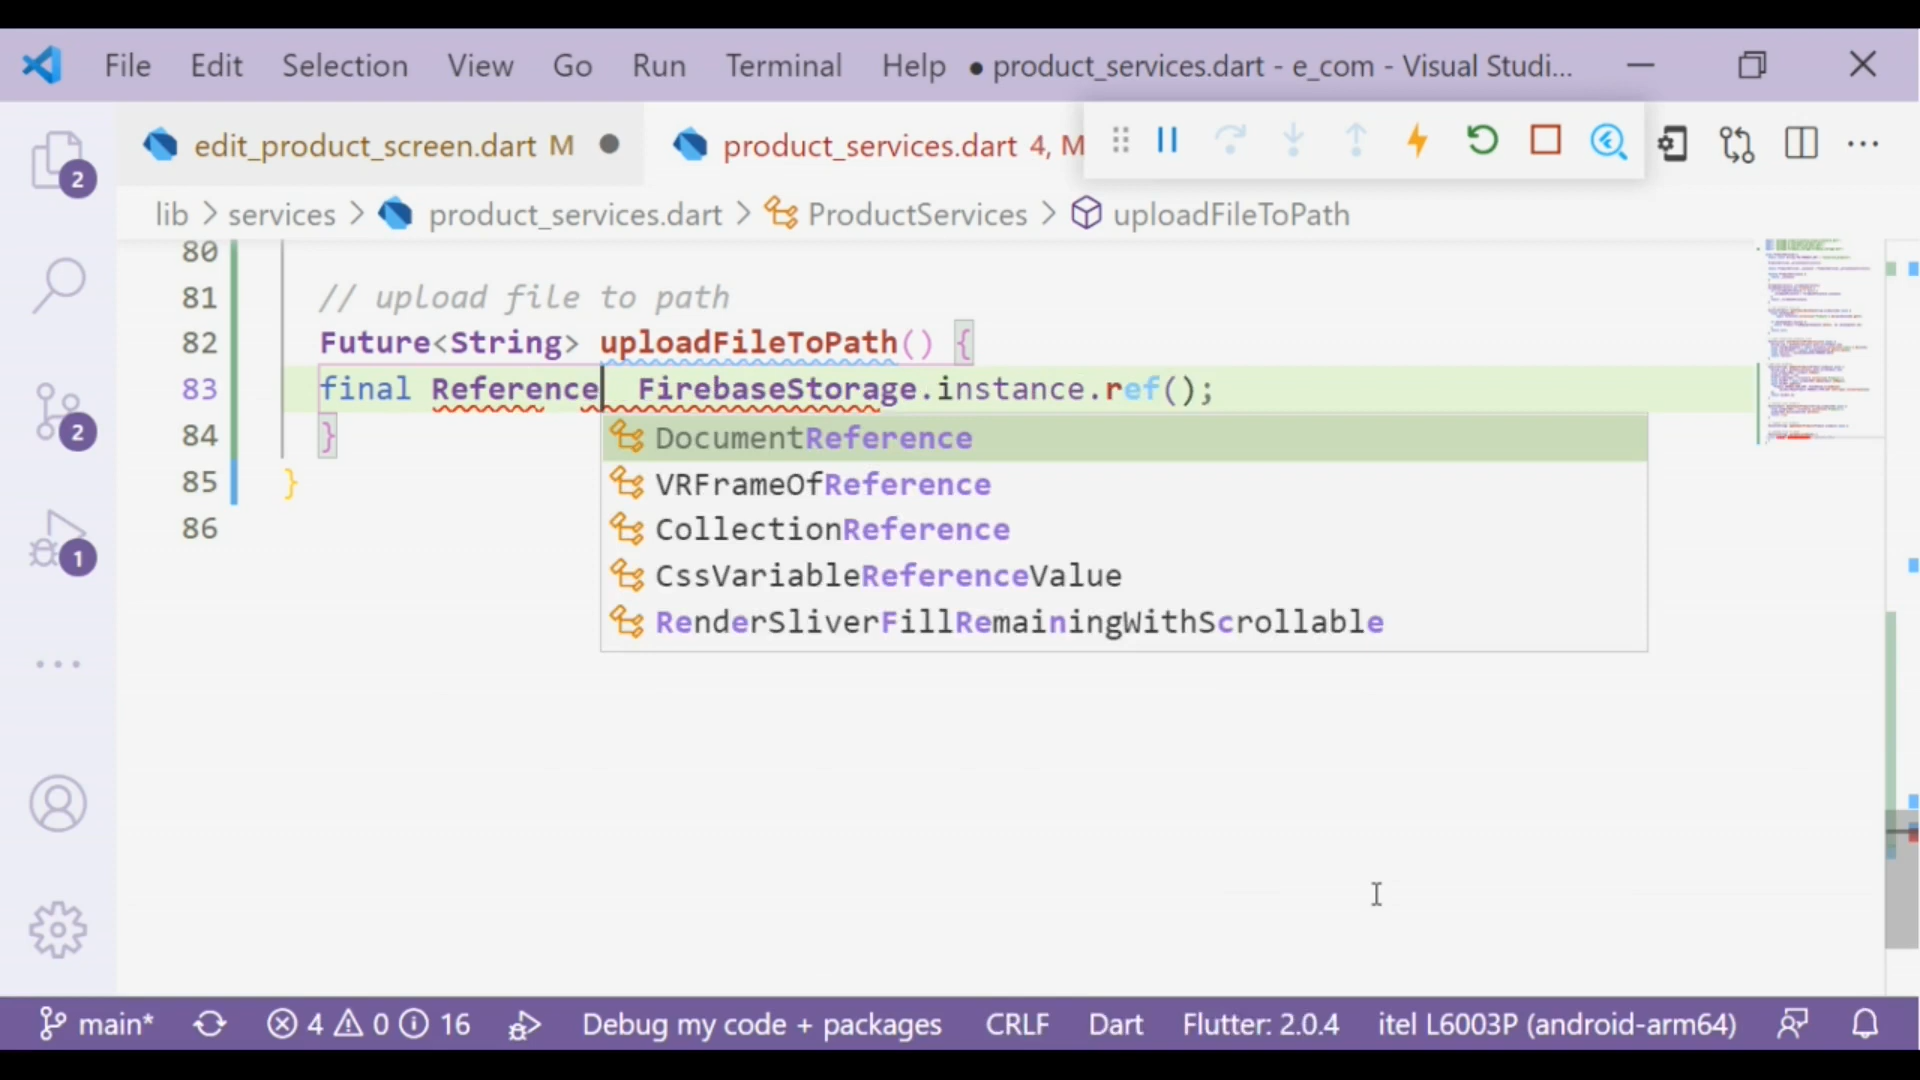 File Edit Selection View Go Run Terminal Help ● product_services.dart - e_com - Visual Studi...
edit_product_screen.dart M ● product_services.dart 4, M
lib > services > product_services.dart > ProductServices > uploadFileToPath
80
81 // upload file to path
82 Future<String> uploadFileToPath() {
83 final Reference  FirebaseStorage.instance.ref();
84 }
85 }
86
DocumentReference
VRFrameOfReference
CollectionReference
CssVariableReferenceValue
RenderSliverFillRemainingWithScrollable
2
2
1
main* 4 0 16 Debug my code + packages CRLF Dart Flutter: 2.0.4 itel L6003P (android-arm64)